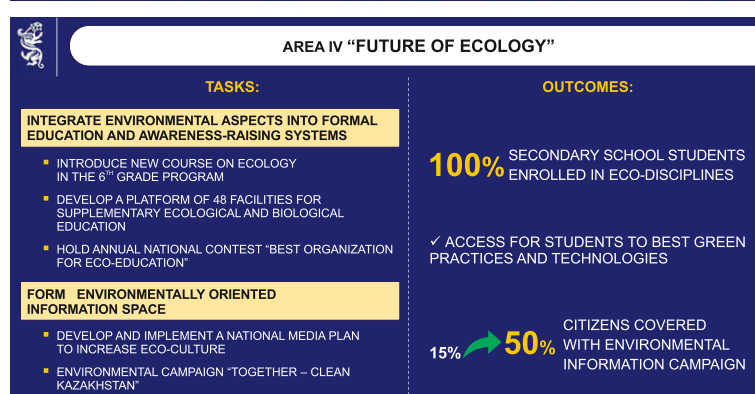 AREA IV “FUTURE OF ECOLOGY”
TASKS:
INTEGRATE ENVIRONMENTAL ASPECTS INTO FORMAL
EDUCATION AND AWARENESS-RAISING SYSTEMS
INTRODUCE NEW COURSE ON ECOLOGY
IN THE 6TH GRADE PROGRAM
DEVELOP A PLATFORM OF 48 FACILITIES FOR
SUPPLEMENTARY ECOLOGICAL AND BIOLOGICAL
EDUCATION
HOLD ANNUAL NATIONAL CONTEST “BEST ORGANIZATION
FOR ECO-EDUCATION”
FORM ENVIRONMENTALLY ORIENTED
INFORMATION SPACE
DEVELOP AND IMPLEMENT A NATIONAL MEDIA PLAN
TO INCREASE ECO-CULTURE
ENVIRONMENTAL CAMPAIGN “TOGETHER – CLEAN
KAZAKHSTAN”
OUTCOMES:
100% SECONDARY SCHOOL STUDENTS
ENROLLED IN ECO-DISCIPLINES
✓ ACCESS FOR STUDENTS TO BEST GREEN
PRACTICES AND TECHNOLOGIES
15% 50%
CITIZENS COVERED
WITH ENVIRONMENTAL
INFORMATION CAMPAIGN